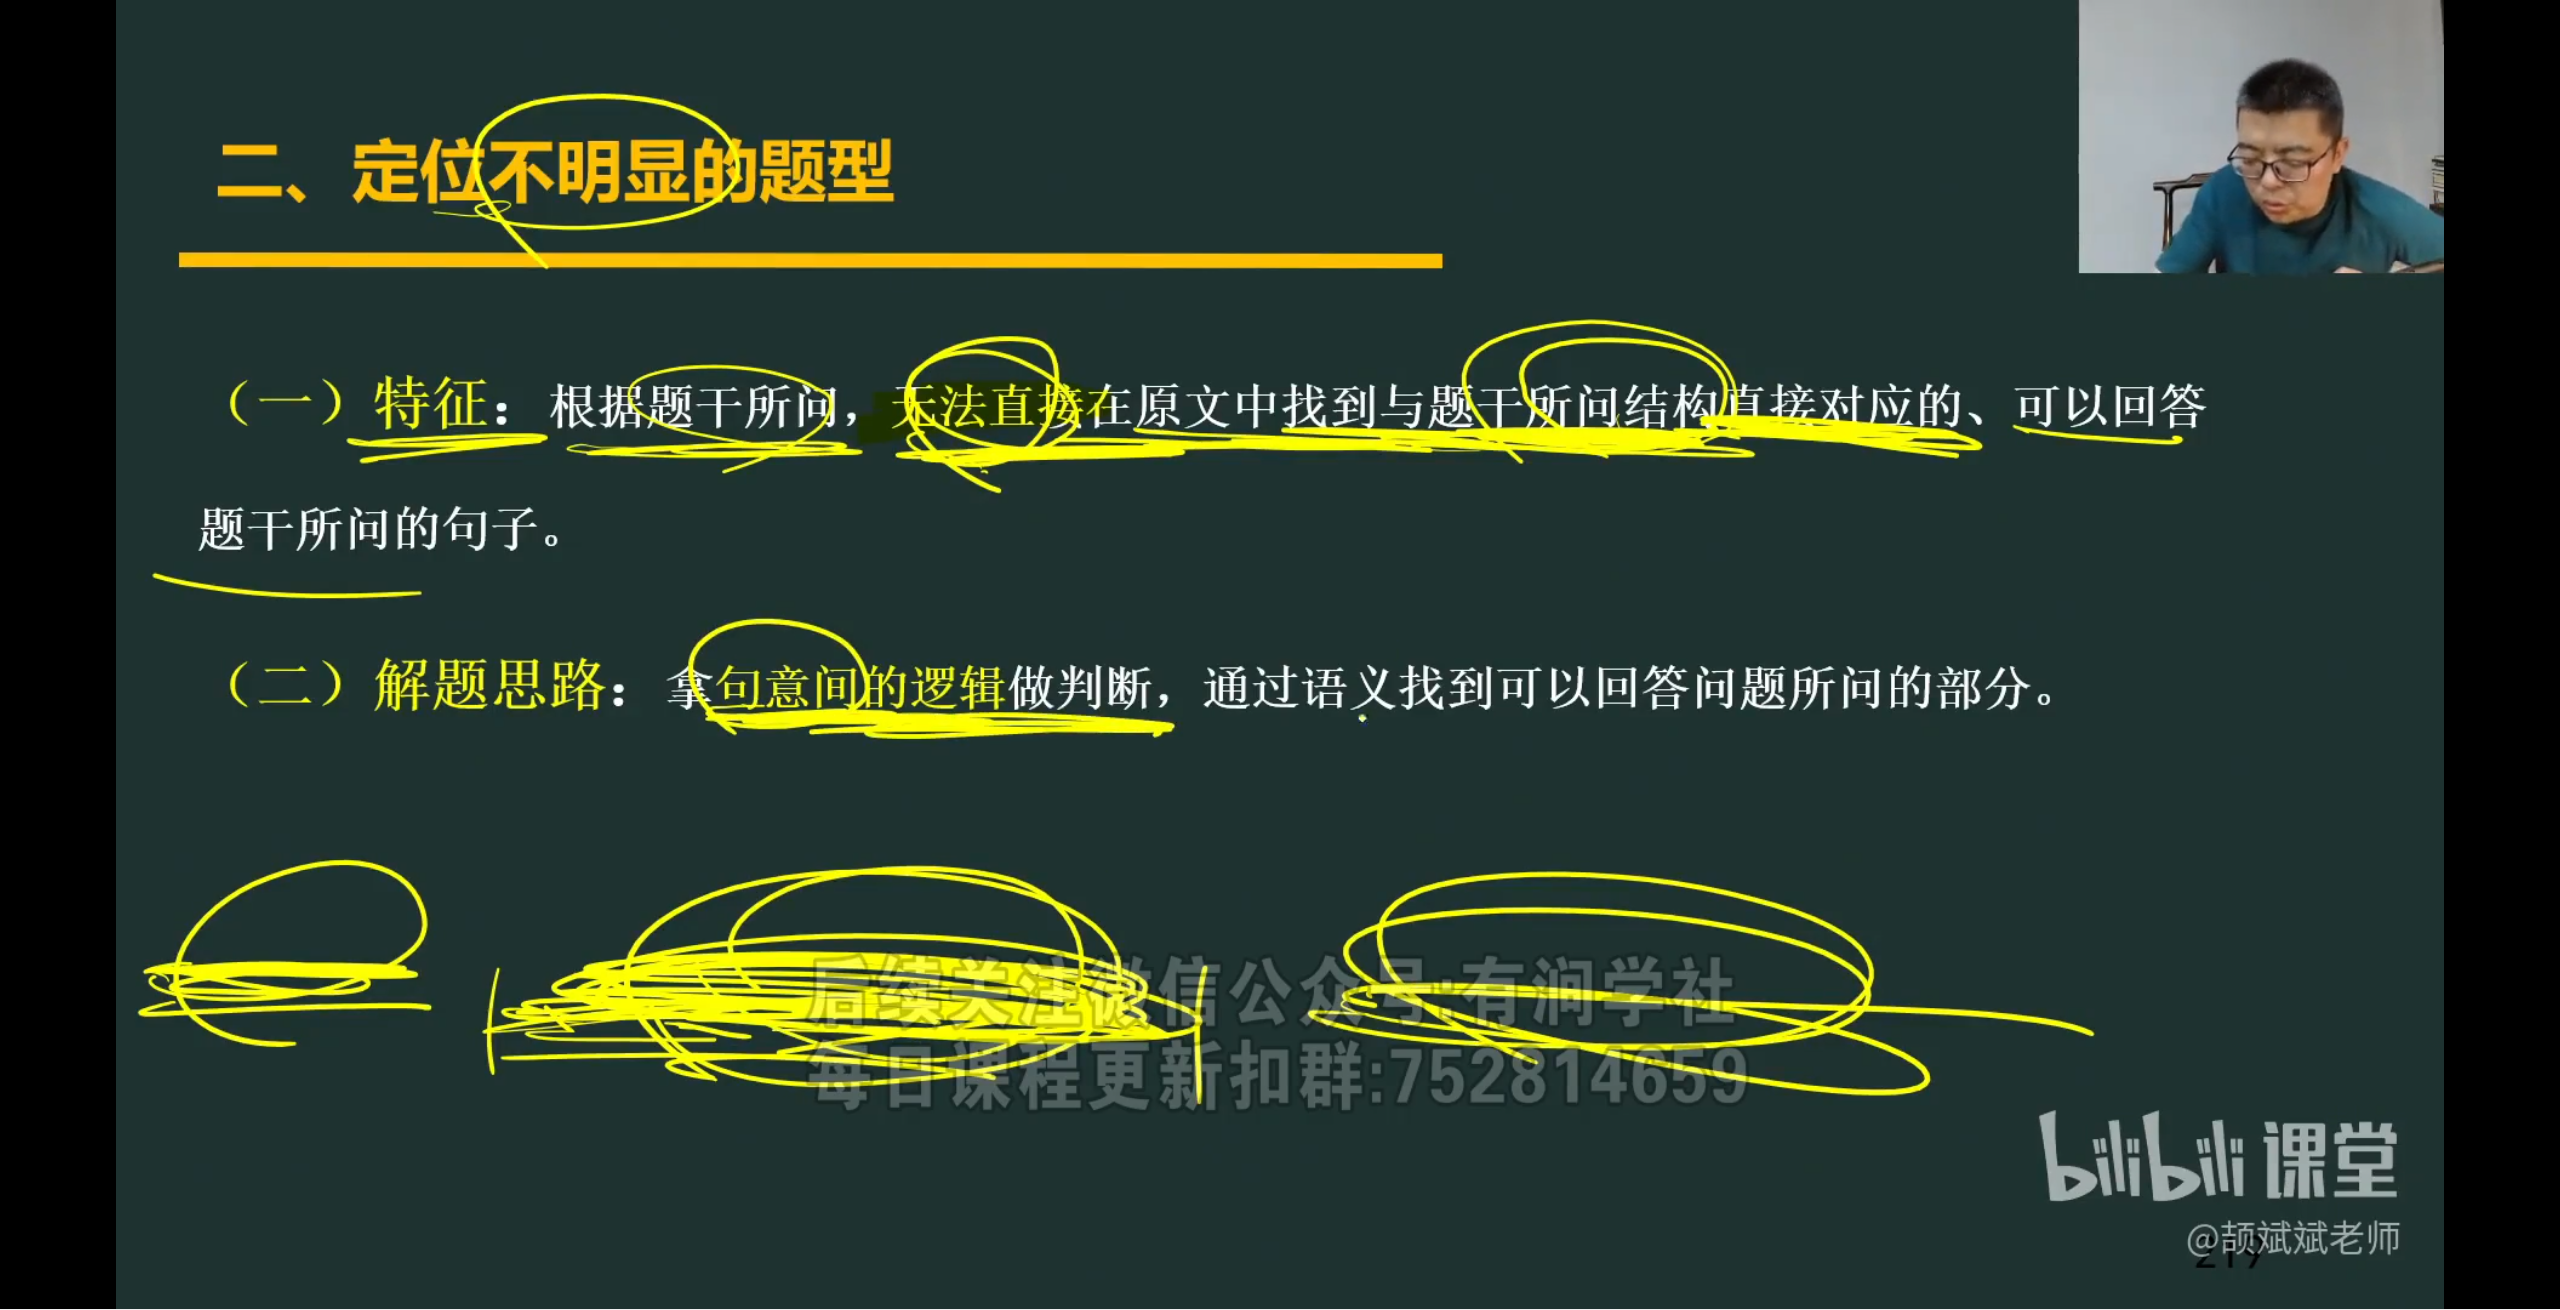 二、定位不明显的题型
（一）特征：根据题干所问，无法直接在原文中找到与题干所问结构直接对应的、可以回答
题干所问的句子。
（二）解题思路：拿句意间的逻辑做判断，通过语义找到可以回答问题所问的部分。
后续关注微信公众号:有润学社
每日课程更新扣群:752814659
bilibili课堂
@颉斌斌老师
219